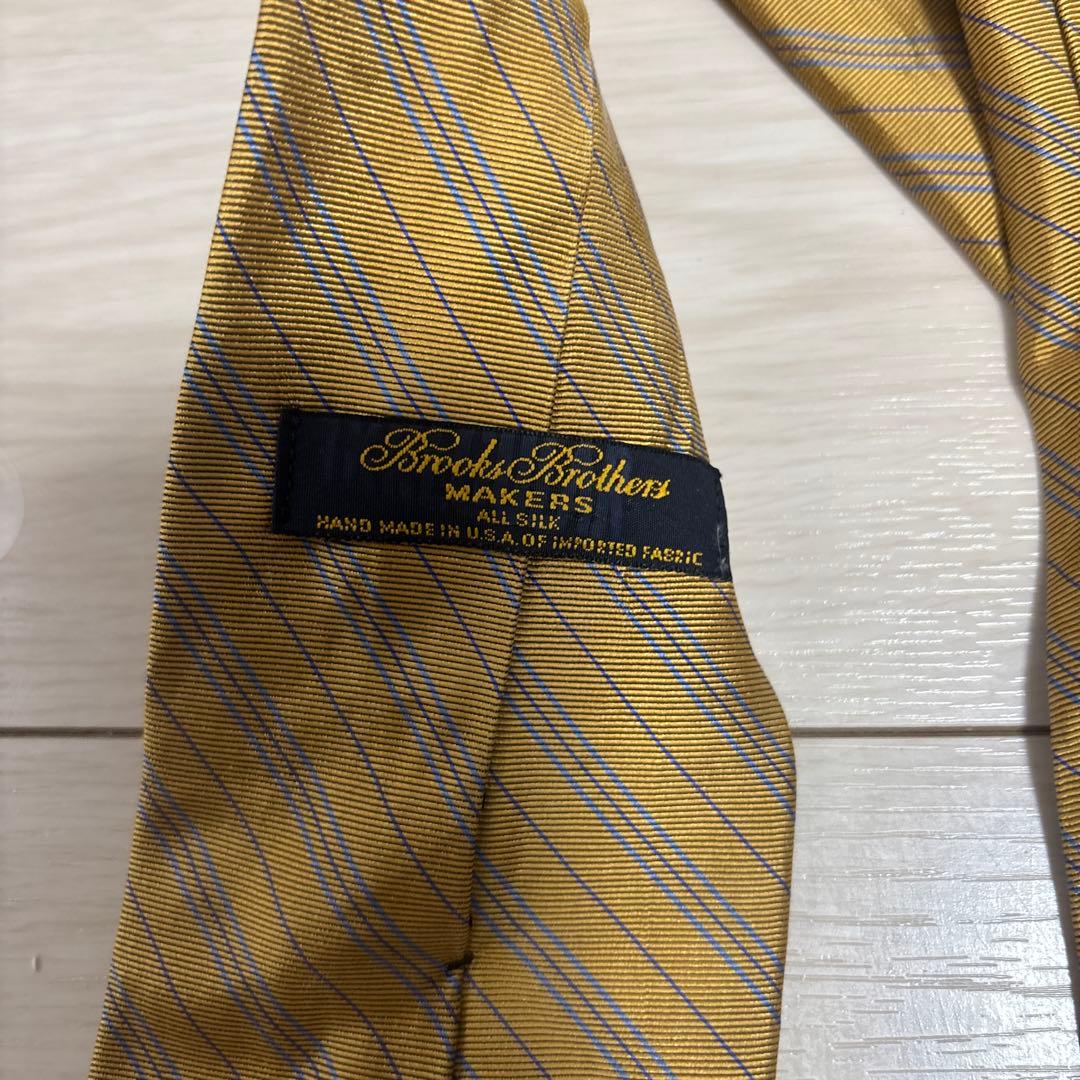 Brooks Brothers
MAKERS
ALL SILK
HAND MADE IN U.S.A. OF IMPORTED FABRIC